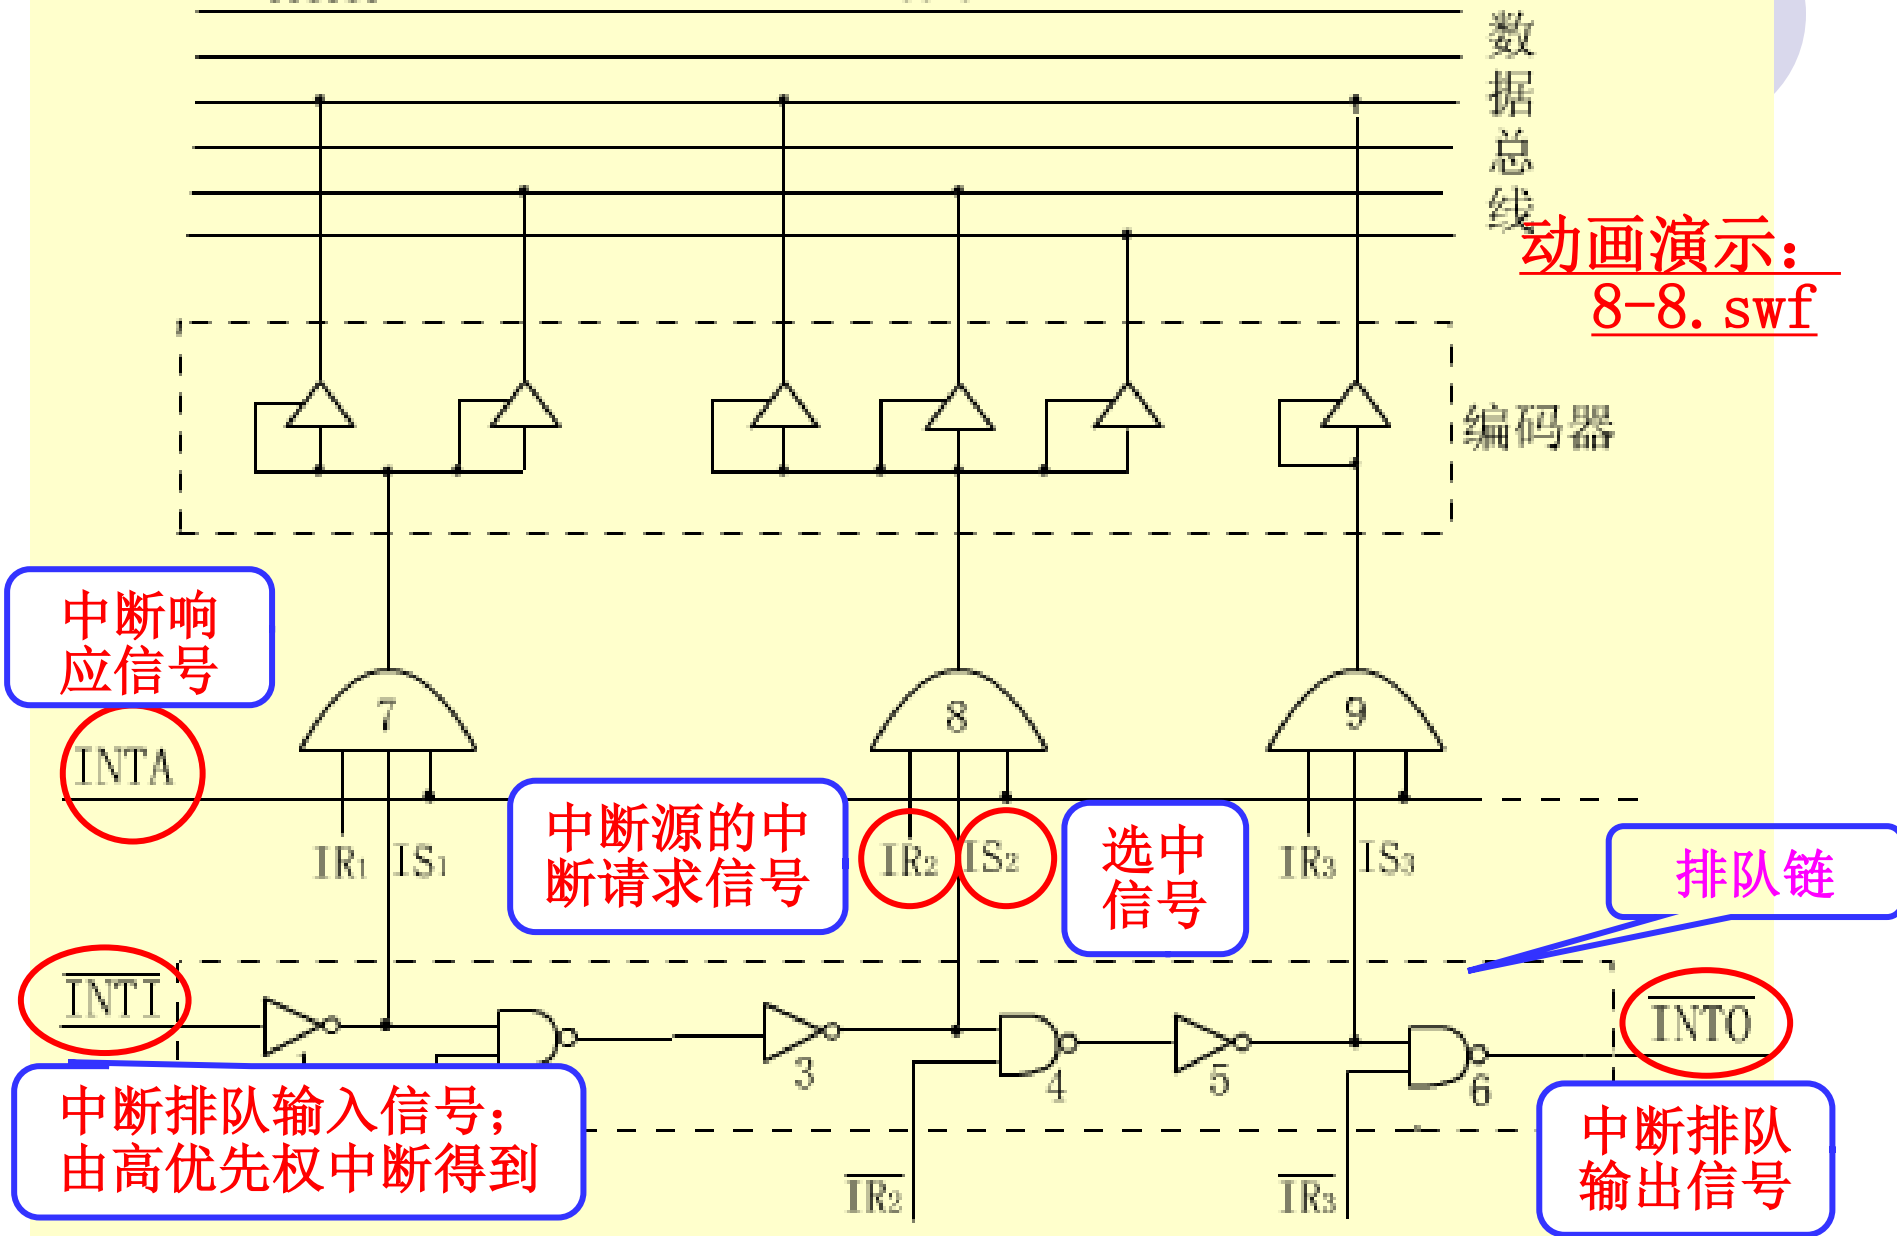 数
据
总
线
动画演示：
8-8.swf
编码器
中断响
应信号
7
8
9
INTA
中断源的中
断请求信号
选中
信号
IR1
IS1
IR2
IS2
IR3
IS3
排队链
INTI
INTO
3
4
5
6
中断排队输入信号；
由高优先权中断得到
中断排队
输出信号
IR2
IR3